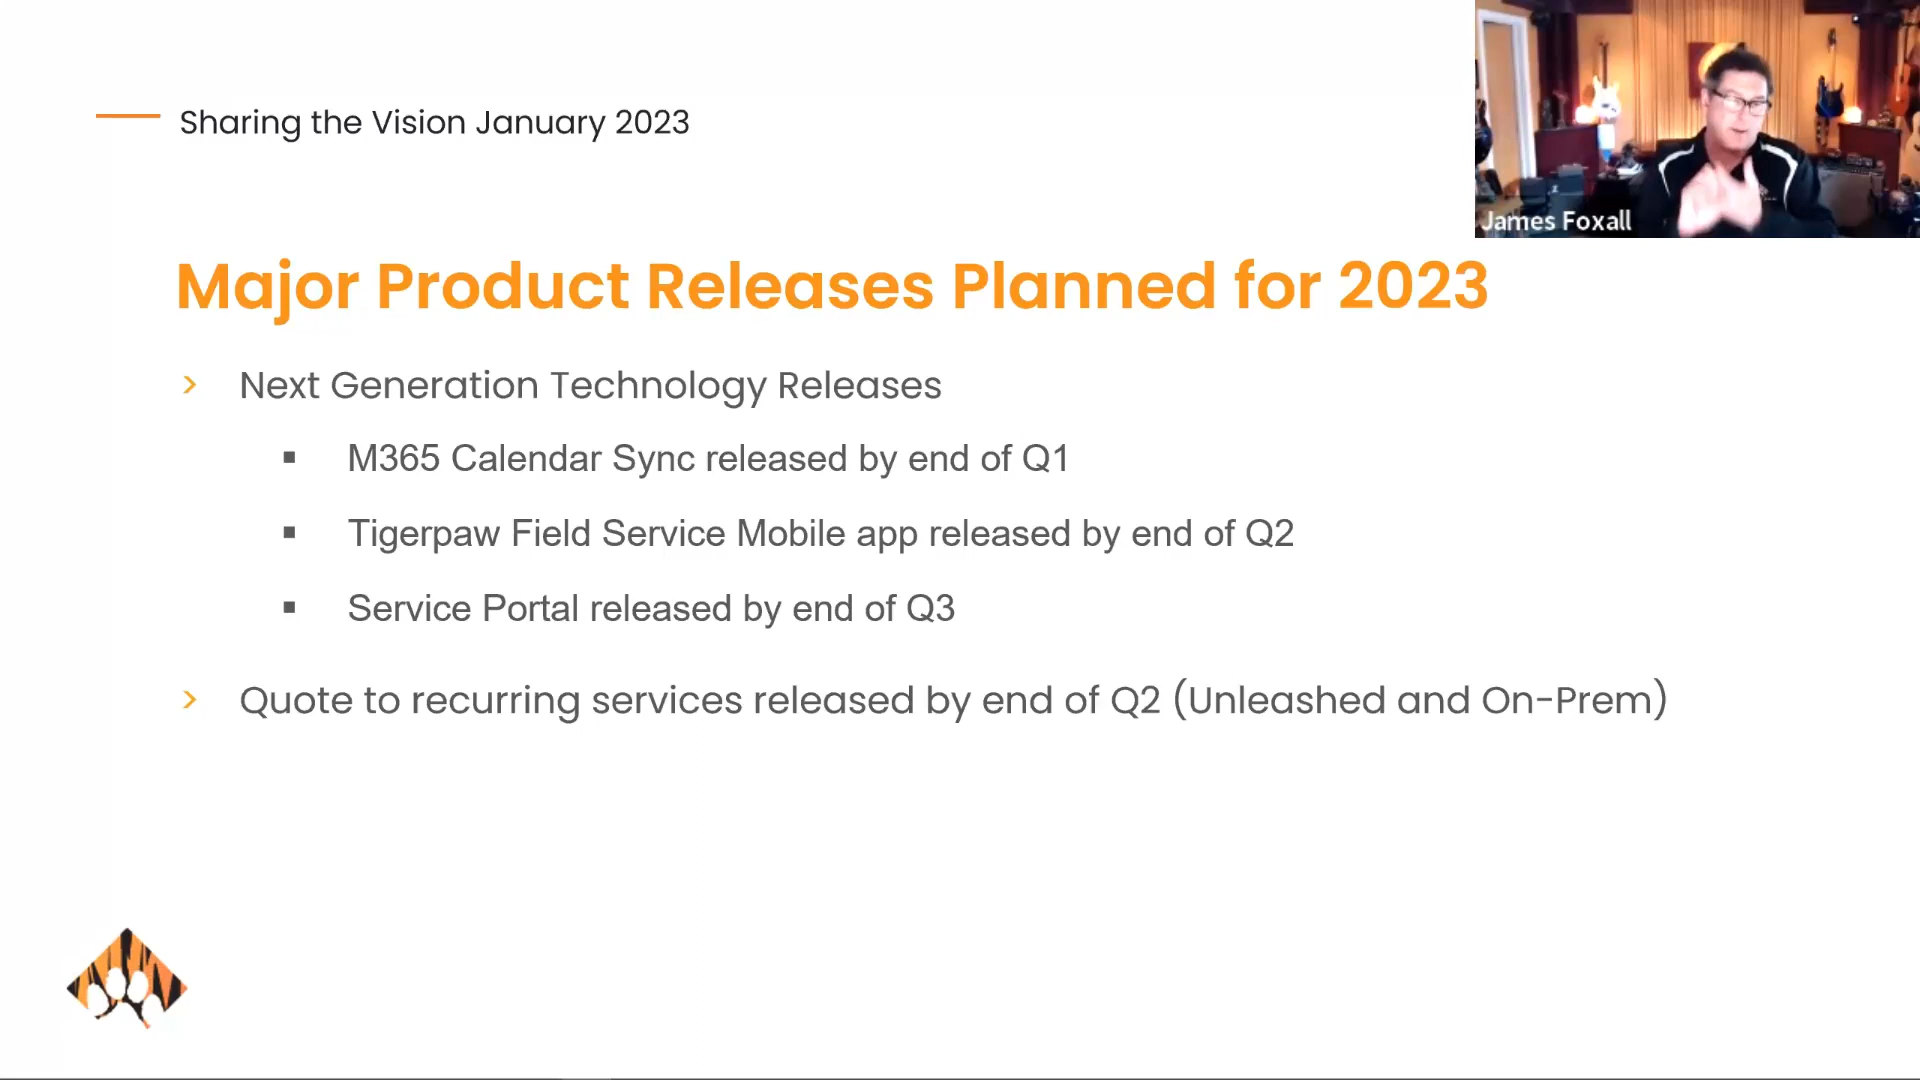 Sharing the Vision January 2023
James Foxall
Major Product Releases Planned for 2023
> Next Generation Technology Releases
▪ M365 Calendar Sync released by end of Q1
▪ Tigerpaw Field Service Mobile app released by end of Q2
▪ Service Portal released by end of Q3
> Quote to recurring services released by end of Q2 (Unleashed and On-Prem)